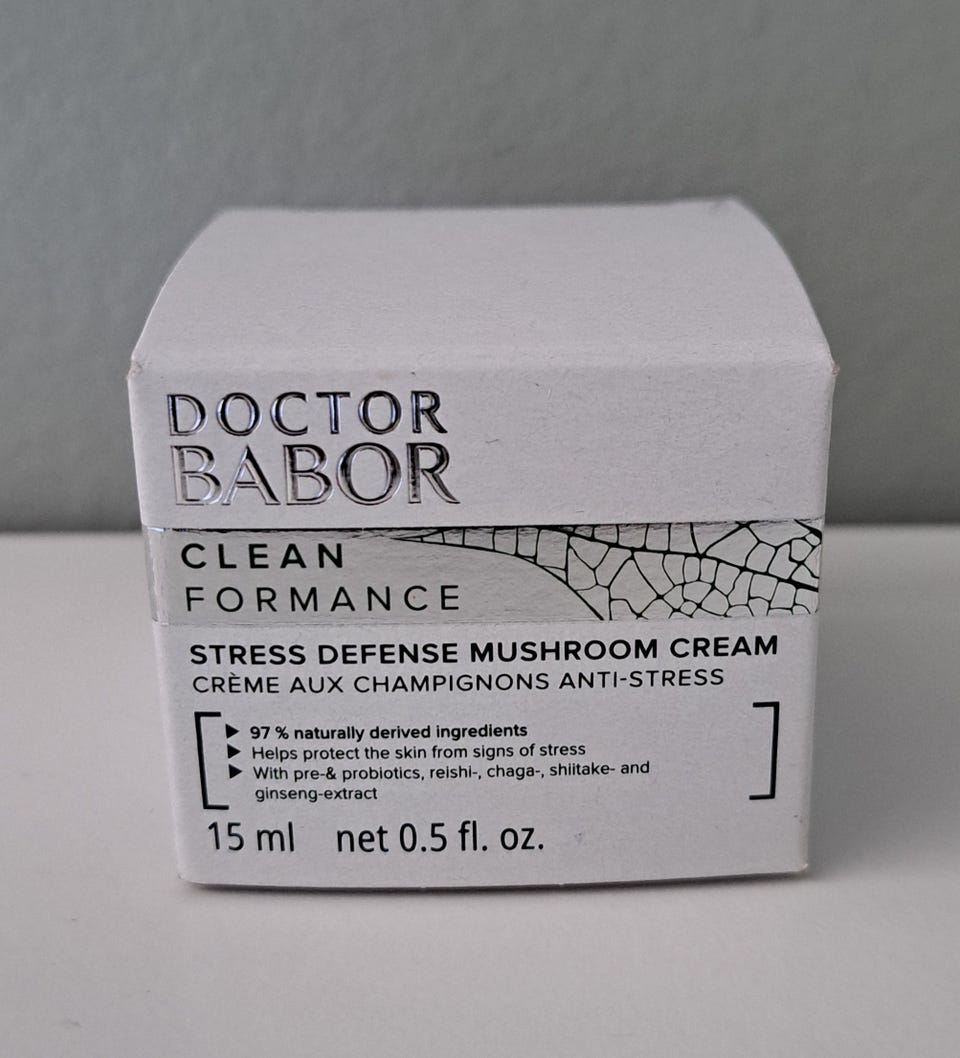 DOCTOR
BABOR
CLEAN
FORMANCE
STRESS DEFENSE MUSHROOM CREAM
CRÈME AUX CHAMPIGNONS ANTI-STRESS
97 % naturally derived ingredients
Helps protect the skin from signs of stress
With pre-& probiotics, reishi-, chaga-, shiitake- and
ginseng-extract
15 ml net 0.5 fl. oz.